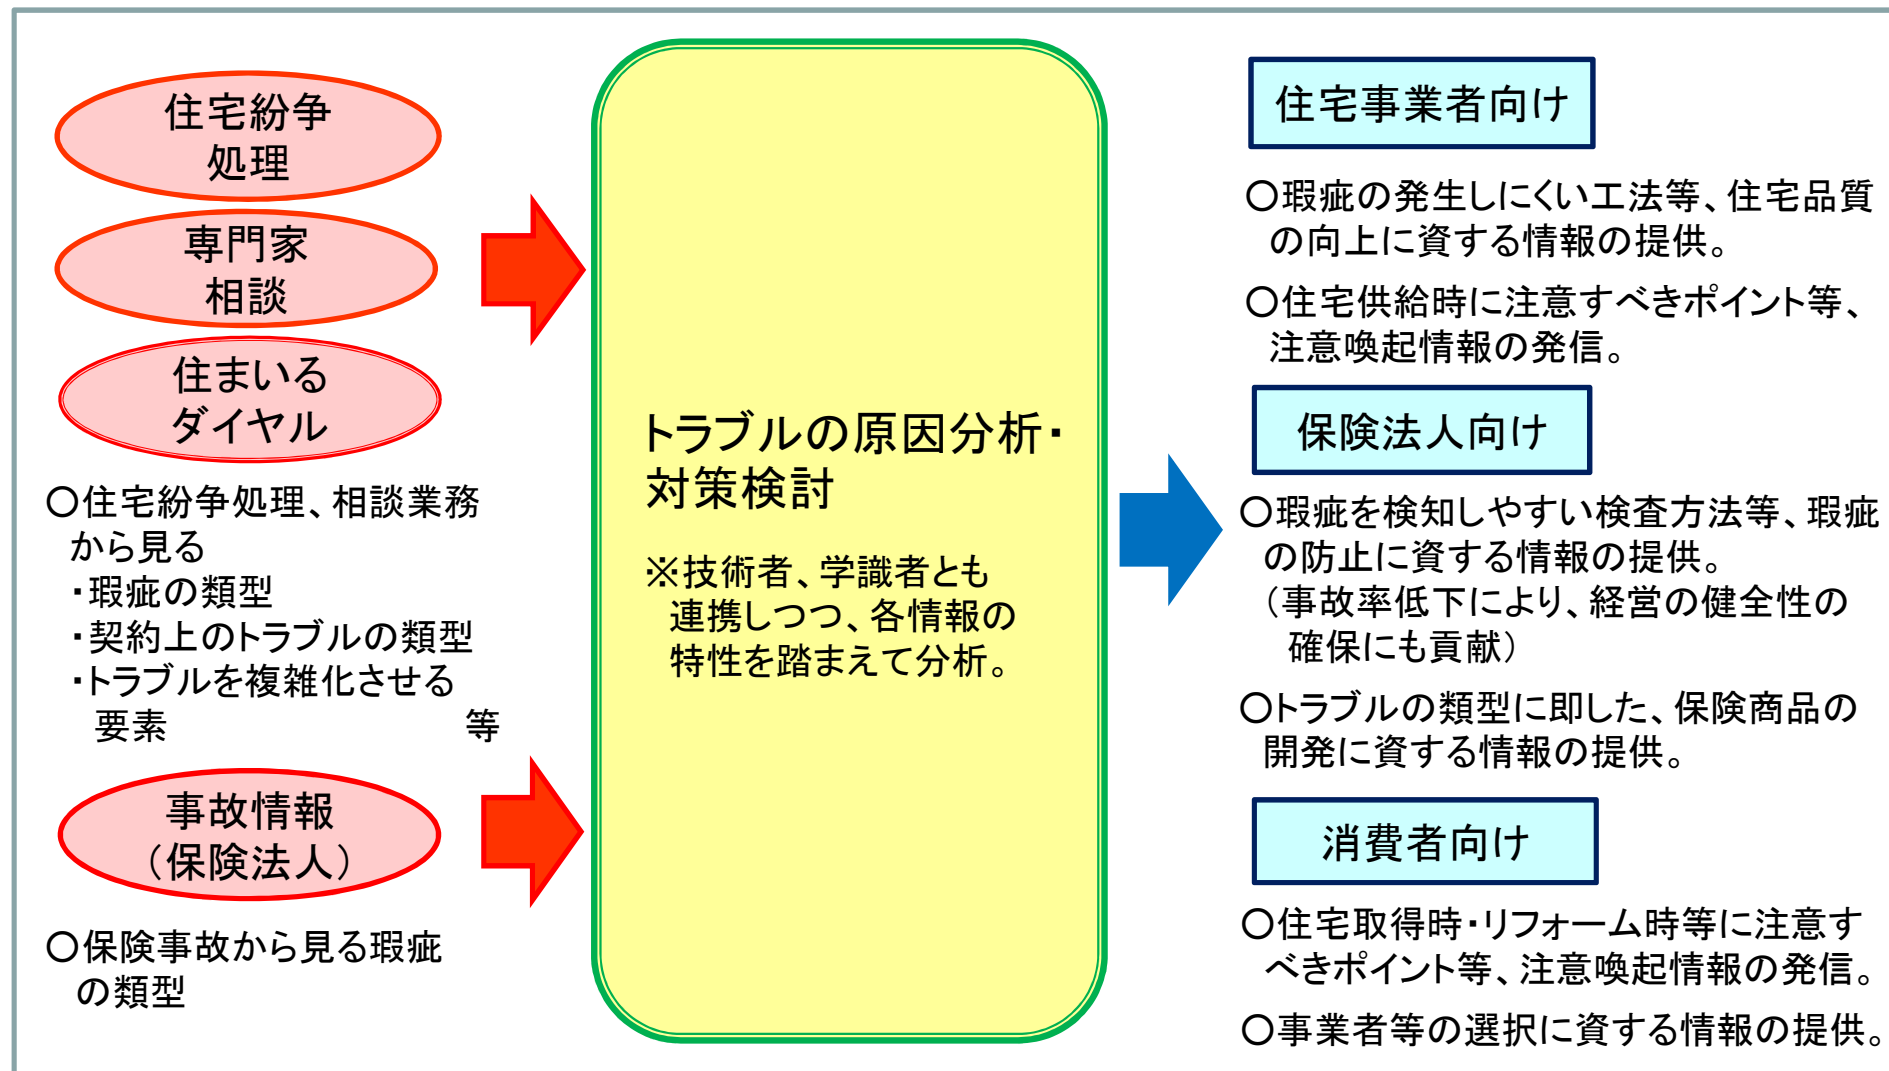 住宅紛争
処理
専門家
相談
住まいる
ダイヤル
〇住宅紛争処理、相談業務
から見る
・瑕疵の類型
・契約上のトラブルの類型
・トラブルを複雑化させる
要素　等
事故情報
(保険法人)
〇保険事故から見る瑕疵
の類型
トラブルの原因分析・
対策検討
※技術者、学識者とも
連携しつつ、各情報の
特性を踏まえて分析。
住宅事業者向け
〇瑕疵の発生しにくい工法等、住宅品質
の向上に資する情報の提供。
〇住宅供給時に注意すべきポイント等、
注意喚起情報の発信。
保険法人向け
〇瑕疵を検知しやすい検査方法等、瑕疵
の防止に資する情報の提供。
(事故率低下により、経営の健全性の
確保にも貢献)
〇トラブルの類型に即した、保険商品の
開発に資する情報の提供。
消費者向け
〇住宅取得時・リフォーム時等に注意す
べきポイント等、注意喚起情報の発信。
〇事業者等の選択に資する情報の提供。